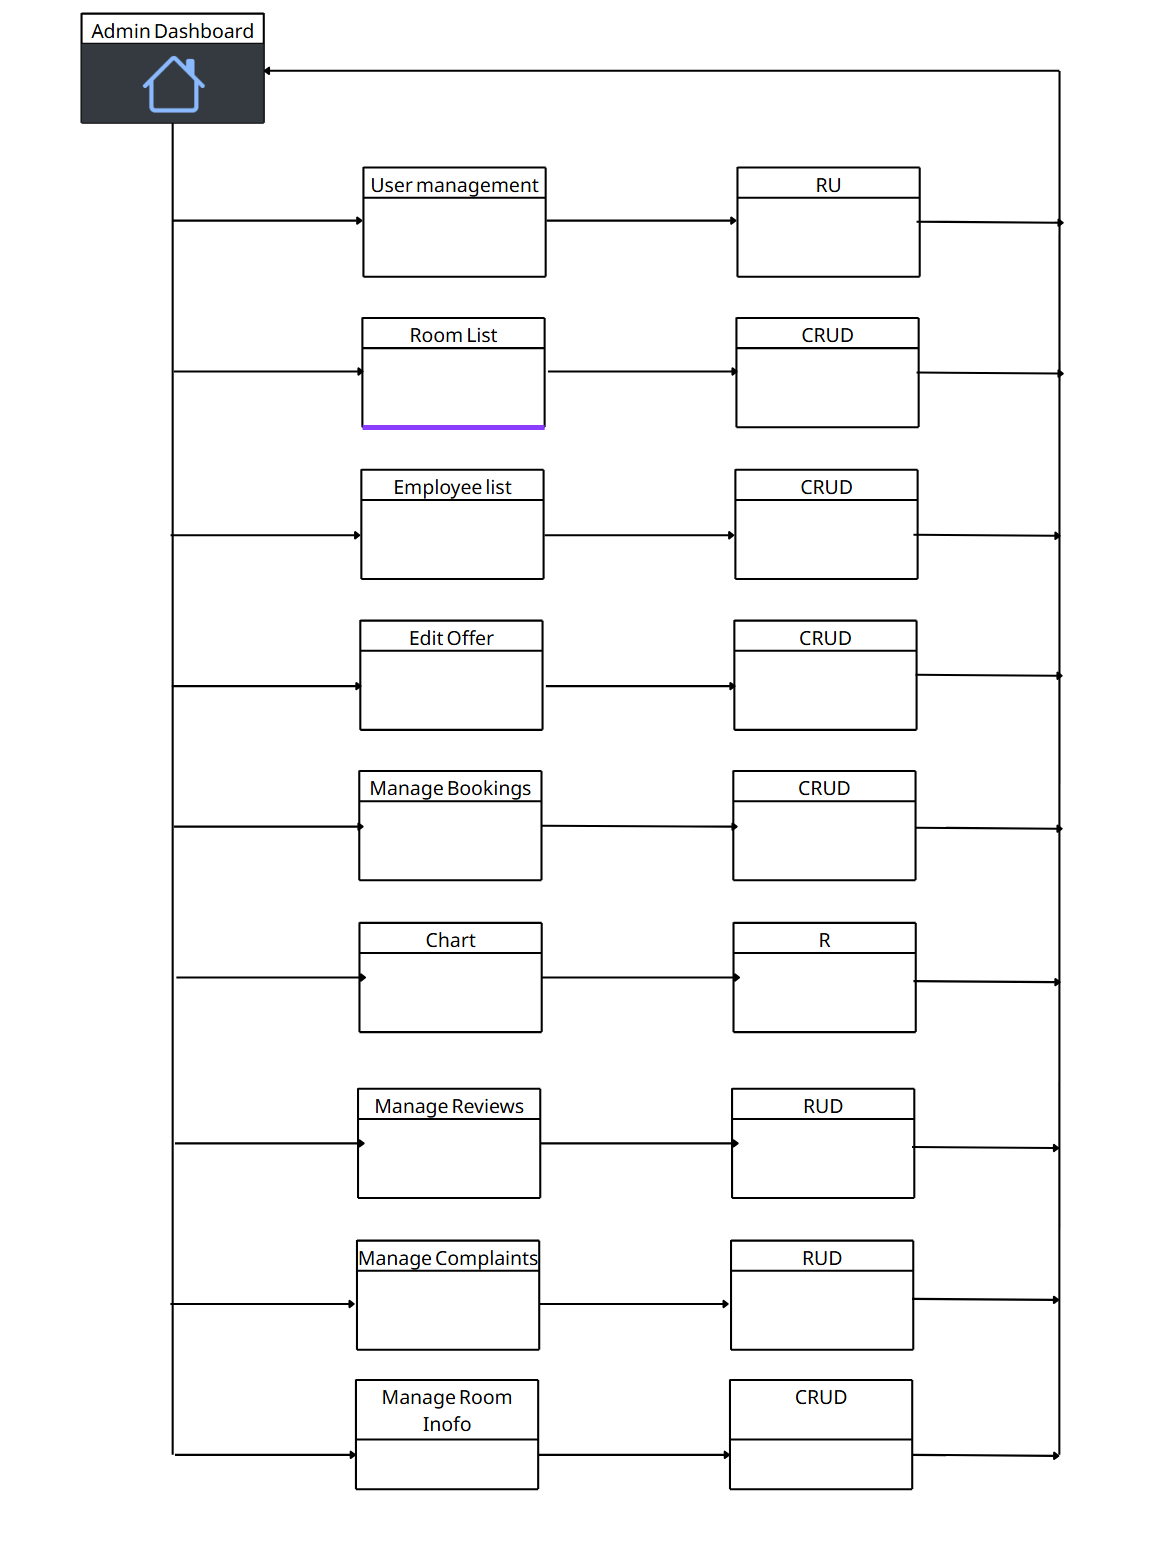 Admin Dashboard
User management
RU
Room List
CRUD
Employee list
CRUD
Edit Offer
CRUD
Manage Bookings
CRUD
Chart
R
Manage Reviews
RUD
Manage Complaints
RUD
Manage Room
Inofo
CRUD